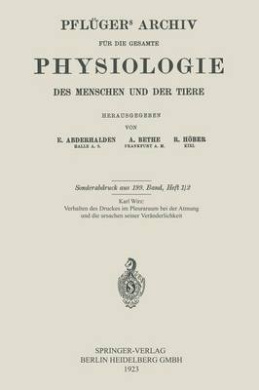 PFLÜGERS ARCHIV
FÜR DIE GESAMTE
PHYSIOLOGIE
DES MENSCHEN UND DER TIERE
HERAUSGEGEBEN
VON
E. ABDERHALDEN A. BETHE R. HÖBER
HALLE A. S. FRANKFURT A. M. KIEL
Sonderabdruck aus 199. Band, Heft 1/2
Karl Wirz:
Verhalten des Druckes im Pleuraraum bei der Atmung
und die ursachen seiner Veränderlichkeit
SPRINGER-VERLAG
BERLIN HEIDELBERG GMBH
1923